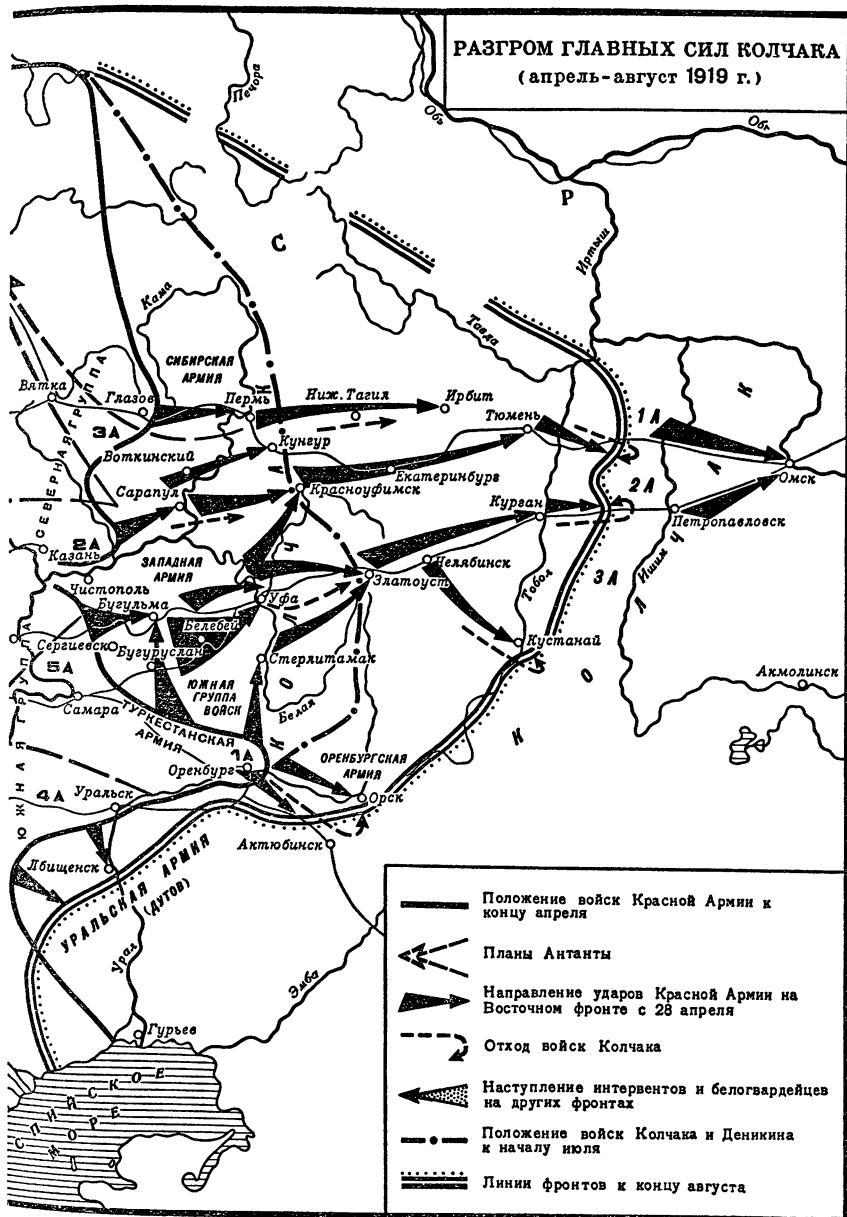 РАЗГРОМ ГЛАВНЫХ СИЛ КОЛЧАКА
(апрель-август 1919 г.)
Печора
Обь
Обь
С
Р
Иртыш
Кама
Тавда
СИБИРСКАЯ
АРМИЯ
К
К
Вятка
Глазов
Пермь
Ниж. Тагил
Ирбит
Тюмень
1А
3А
СЕВЕРНАЯ ГРУППА
Воткинский
Кунгур
А
А
Екатеринбург
Омск
Сарапул
Красноуфимск
2А
Курган
Петропавловск
Казань
2А
ЗАПАДНАЯ
АРМИЯ
Ч
Ч
Челябинск
Тобол
Ишим
3А
Чистополь
Бугульма
Уфа
Златоуст
Л
Л
Белебей
Сергиевск
Бугуруслан
Стерлитамак
Кустанай
5А
ЮЖНАЯ
ГРУППА
ВОЙСК
О
О
Белая
Акмолинск
Самара
ТУРКЕСТАНСКАЯ
АРМИЯ
К
К
ЮЖНАЯ ГРУППА
1А
Оренбург
ОРЕНБУРГСКАЯ
АРМИЯ
4А
Уральск
Орск
Актюбинск
Лбищенск
УРАЛЬСКАЯ АРМИЯ
(ДУТОВ)
Урал
Эмба
Гурьев
СПИЙСКОЕ
МОРЕ
Положение войск Красной Армии к
концу апреля
Планы Антанты
Направление ударов Красной Армии на
Восточном фронте с 28 апреля
Отход войск Колчака
Наступление интервентов и белогвардейцев
на других фронтах
Положение войск Колчака и Деникина
к началу июля
Линии фронтов к концу августа